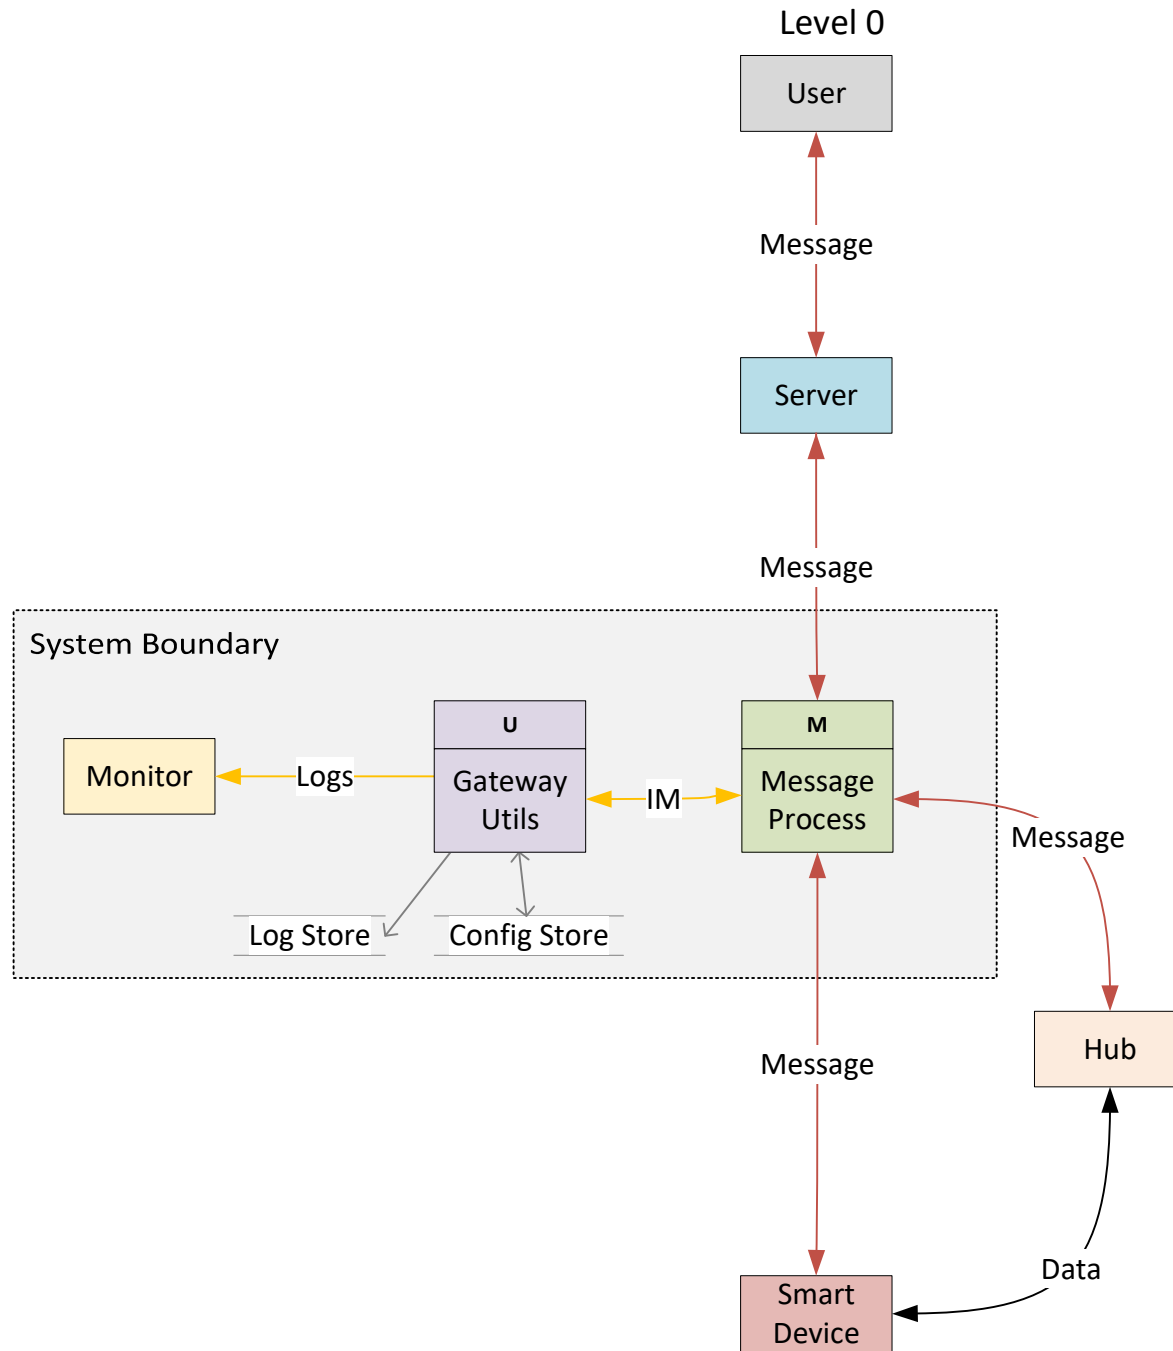 Level 0
User
Message
Server
Message
System Boundary
U
M
Monitor
Logs
Gateway
Utils
IM
Message
Process
Message
Log Store
Config Store
Hub
Message
Data
Smart
Device